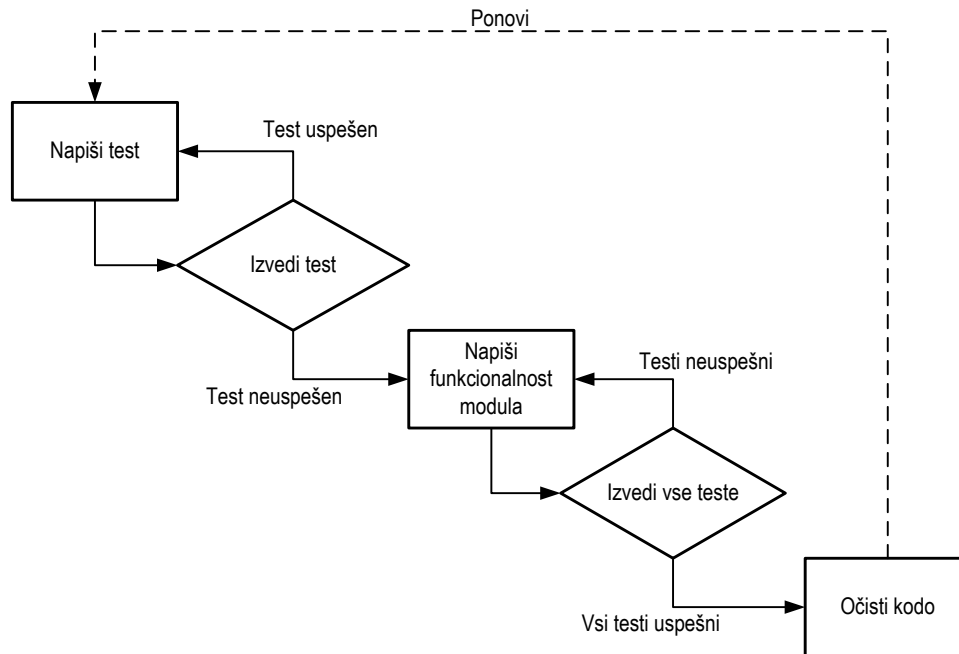 Ponovi
Napiši test
Test uspešen
Izvedi test
Test neuspešen
Napiši
funkcionalnost
modula
Testi neuspešni
Izvedi vse teste
Vsi testi uspešni
Očisti kodo